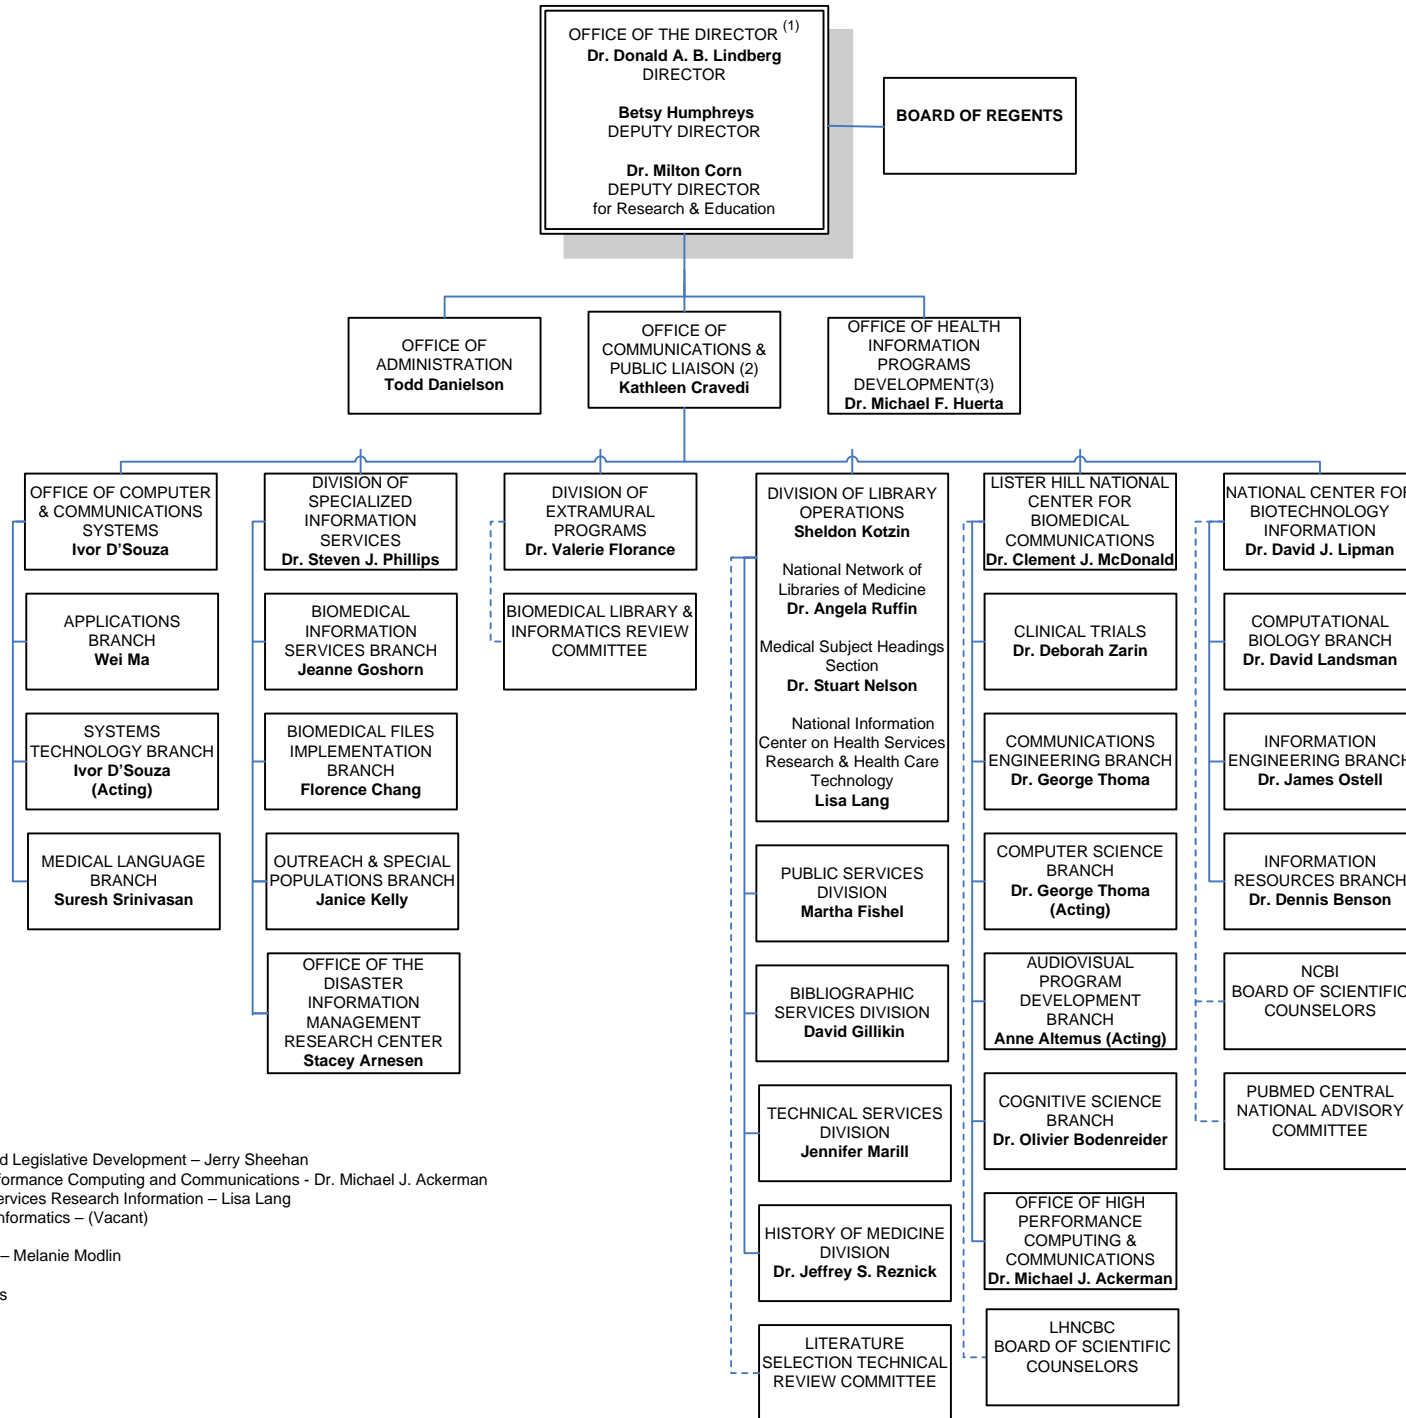 OFFICE OF THE DIRECTOR (1)
Dr. Donald A. B. Lindberg
DIRECTOR
Betsy Humphreys
DEPUTY DIRECTOR
Dr. Milton Corn
DEPUTY DIRECTOR
for Research & Education
BOARD OF REGENTS
OFFICE OF
ADMINISTRATION
Todd Danielson
OFFICE OF
COMMUNICATIONS &
PUBLIC LIAISON (2)
Kathleen Cravedi
OFFICE OF HEALTH
INFORMATION
PROGRAMS
DEVELOPMENT(3)
Dr. Michael F. Huerta
OFFICE OF COMPUTER
& COMMUNICATIONS
SYSTEMS
Ivor D'Souza
APPLICATIONS
BRANCH
Wei Ma
SYSTEMS
TECHNOLOGY BRANCH
Ivor D'Souza
(Acting)
MEDICAL LANGUAGE
BRANCH
Suresh Srinivasan
DIVISION OF
SPECIALIZED
INFORMATION
SERVICES
Dr. Steven J. Phillips
BIOMEDICAL
INFORMATION
SERVICES BRANCH
Jeanne Goshorn
BIOMEDICAL FILES
IMPLEMENTATION
BRANCH
Florence Chang
OUTREACH & SPECIAL
POPULATIONS BRANCH
Janice Kelly
OFFICE OF THE
DISASTER
INFORMATION
MANAGEMENT
RESEARCH CENTER
Stacey Arnesen
DIVISION OF
EXTRAMURAL
PROGRAMS
Dr. Valerie Florance
BIOMEDICAL LIBRARY &
INFORMATICS REVIEW
COMMITTEE
DIVISION OF LIBRARY
OPERATIONS
Sheldon Kotzin
National Network of
Libraries of Medicine
Dr. Angela Ruffin
Medical Subject Headings
Section
Dr. Stuart Nelson
National Information
Center on Health Services
Research & Health Care
Technology
Lisa Lang
PUBLIC SERVICES
DIVISION
Martha Fishel
BIBLIOGRAPHIC
SERVICES DIVISION
David Gillikin
TECHNICAL SERVICES
DIVISION
Jennifer Marill
HISTORY OF MEDICINE
DIVISION
Dr. Jeffrey S. Reznick
LITERATURE
SELECTION TECHNICAL
REVIEW COMMITTEE
LISTER HILL NATIONAL
CENTER FOR
BIOMEDICAL
COMMUNICATIONS
Dr. Clement J. McDonald
CLINICAL TRIALS
Dr. Deborah Zarin
COMMUNICATIONS
ENGINEERING BRANCH
Dr. George Thoma
COMPUTER SCIENCE
BRANCH
Dr. George Thoma
(Acting)
AUDIOVISUAL
PROGRAM
DEVELOPMENT
BRANCH
Anne Altemus (Acting)
COGNITIVE SCIENCE
BRANCH
Dr. Olivier Bodenreider
OFFICE OF HIGH
PERFORMANCE
COMPUTING &
COMMUNICATIONS
Dr. Michael J. Ackerman
LHNCBC
BOARD OF SCIENTIFIC
COUNSELORS
NATIONAL CENTER FOR
BIOTECHNOLOGY
INFORMATION
Dr. David J. Lipman
COMPUTATIONAL
BIOLOGY BRANCH
Dr. David Landsman
INFORMATION
ENGINEERING BRANCH
Dr. James Ostell
INFORMATION
RESOURCES BRANCH
Dr. Dennis Benson
NCBI
BOARD OF SCIENTIFIC
COUNSELORS
PUBMED CENTRAL
NATIONAL ADVISORY
COMMITTEE
d Legislative Development – Jerry Sheehan
formance Computing and Communications - Dr. Michael J. Ackerman
ervices Research Information – Lisa Lang
nformatics – (Vacant)
– Melanie Modlin
s